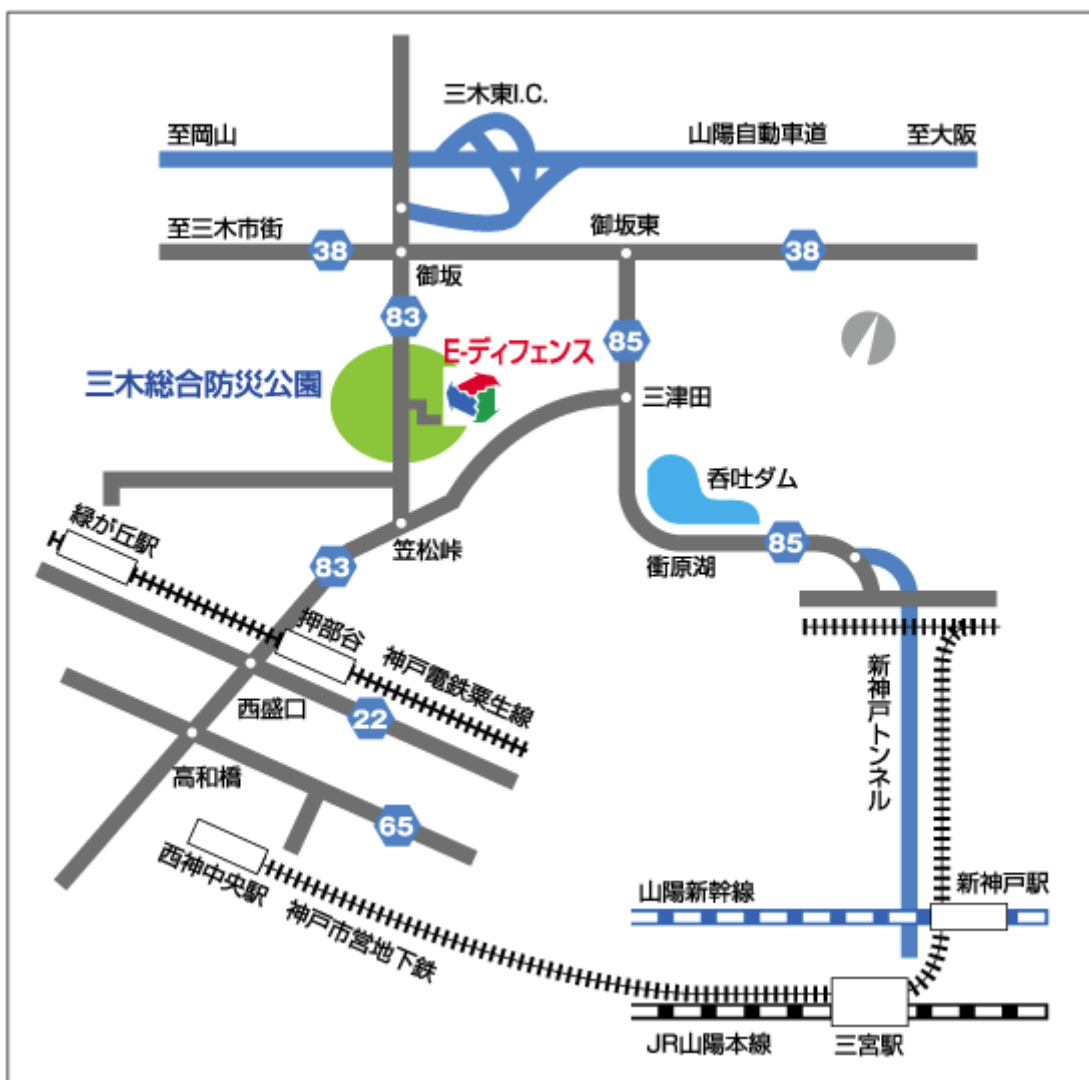 三木東I.C.
至岡山
山陽自動車道
至大阪
至三木市街
御坂東
38
38
御坂
83
85
E-ディフェンス
三木総合防災公園
三津田
呑吐ダム
緑が丘駅
笠松峠
衝原湖
85
83
押部谷
神戸電鉄粟生線
西盛口
22
新神戸トンネル
高和橋
65
西神中央駅
神戸市営地下鉄
山陽新幹線
新神戸駅
JR山陽本線
三宮駅